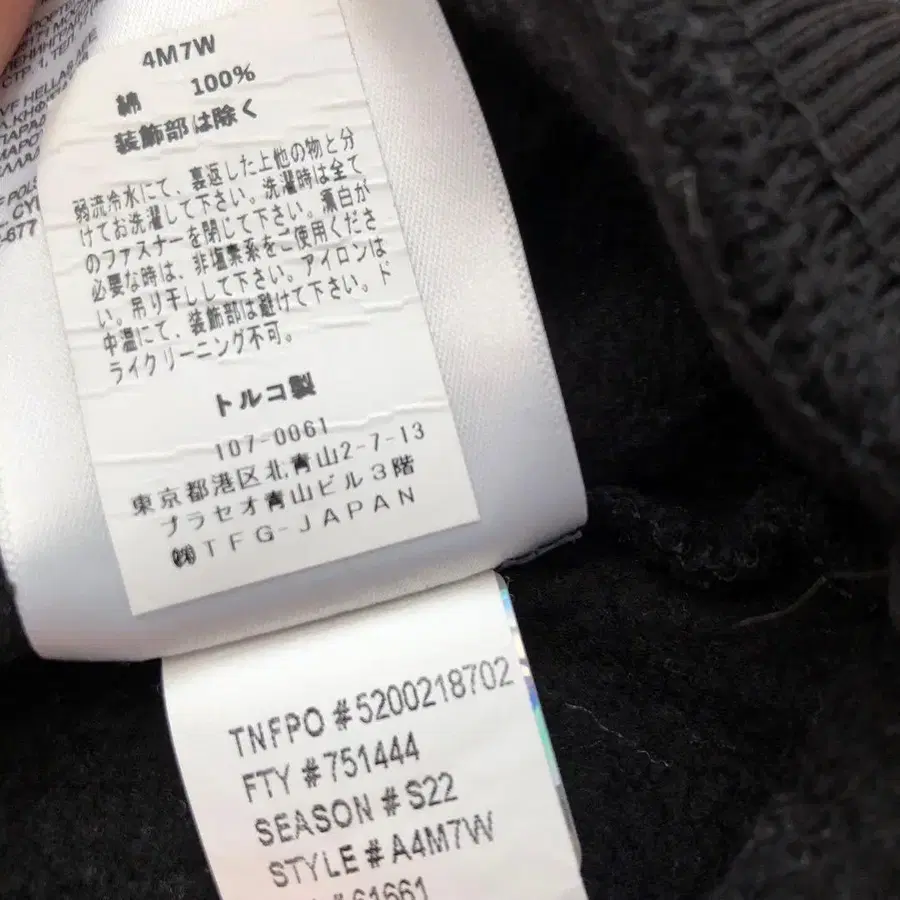 СТР. 1, ТЕЛ
VF HELLAS
4M7W
綿 100%
装飾部は除く
弱流冷水にて、裏返した上他の物と分
けてお洗濯して下さい。洗濯時は全て
のファスナーを閉じて下さい。漂白が
必要な時は、非塩素系をご使用くださ
い。吊り干しして下さい。アイロンは
中温にて、装飾部は避けて下さい。ド
ライクリーニング不可。
トルコ製
107-0061
東京都港区北青山2-7-13
プラセオ青山ビル3階
㈱TFG-JAPAN
TNFPO #5200218702
FTY #751444
SEASON #S22
STYLE #A4M7W
#61661